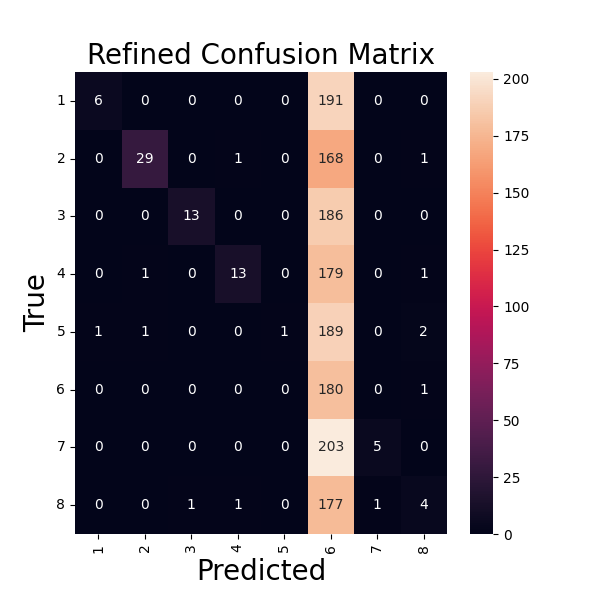 Refined Confusion Matrix
True
1 6 0 0 0 0 191 0 0
2 0 29 0 1 0 168 0 1
3 0 0 13 0 0 186 0 0
4 0 1 0 13 0 179 0 1
5 1 1 0 0 1 189 0 2
6 0 0 0 0 0 180 0 1
7 0 0 0 0 0 203 5 0
8 0 0 1 1 0 177 1 4
1 2 3 4 5 6 7 8
Predicted
200
175
150
125
100
75
50
25
0